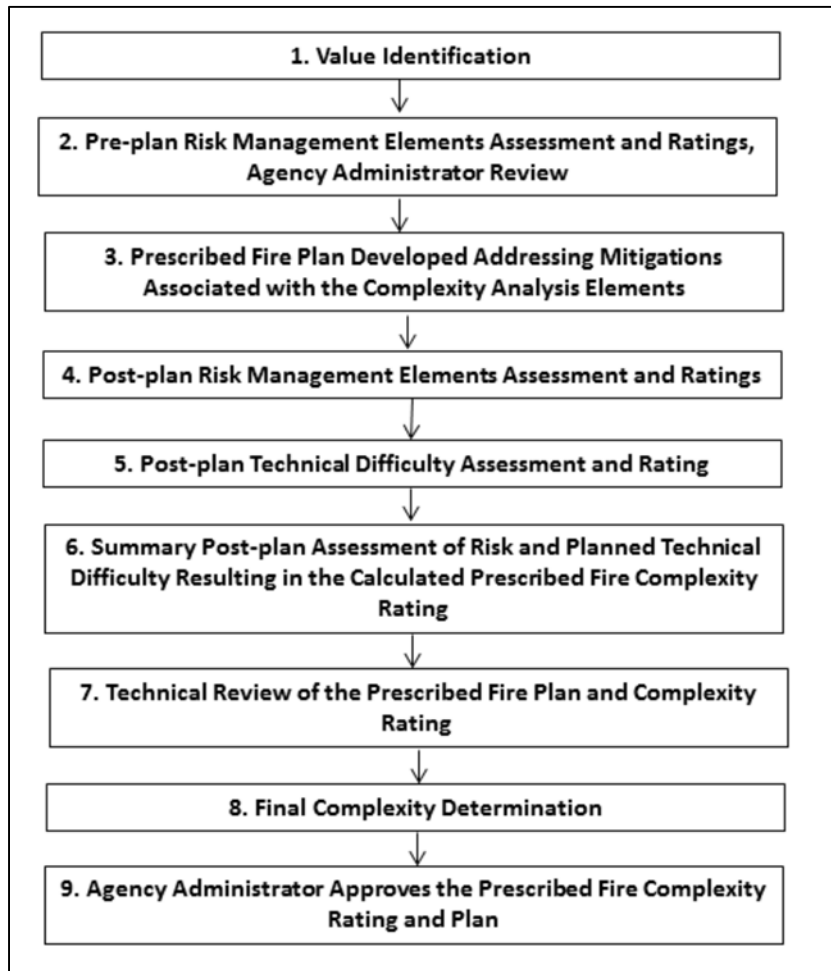 1. Value Identification
2. Pre-plan Risk Management Elements Assessment and Ratings,
Agency Administrator Review
3. Prescribed Fire Plan Developed Addressing Mitigations
Associated with the Complexity Analysis Elements
4. Post-plan Risk Management Elements Assessment and Ratings
5. Post-plan Technical Difficulty Assessment and Rating
6. Summary Post-plan Assessment of Risk and Planned Technical
Difficulty Resulting in the Calculated Prescribed Fire Complexity
Rating
7. Technical Review of the Prescribed Fire Plan and Complexity
Rating
8. Final Complexity Determination
9. Agency Administrator Approves the Prescribed Fire Complexity
Rating and Plan